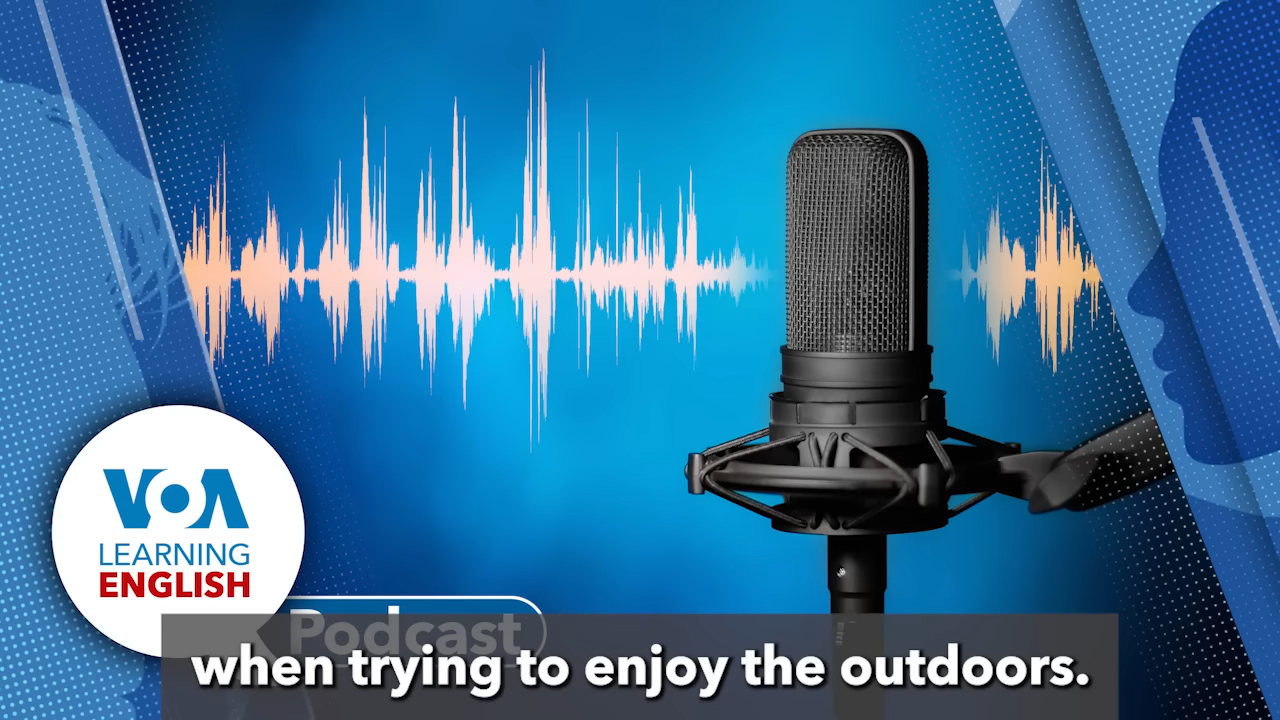 VOA
LEARNING
ENGLISH
Podcast
when trying to enjoy the outdoors.